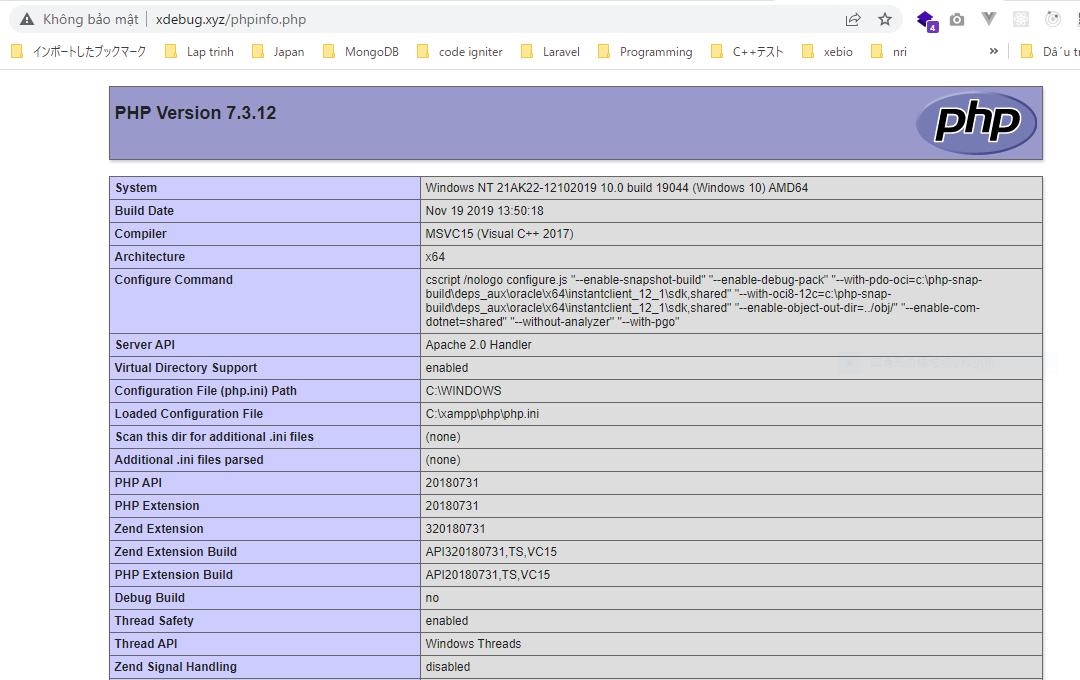 Không bảo mật xdebug.xyz/phpinfo.php 4
インポートしたブックマーク Lap trinh Japan MongoDB code igniter Laravel Programming C++テスト xebio nri » Dâ´u tr
PHP Version 7.3.12
php
System Windows NT 21AK22-12102019 10.0 build 19044 (Windows 10) AMD64
Build Date Nov 19 2019 13:50:18
Compiler MSVC15 (Visual C++ 2017)
Architecture x64
Configure Command cscript /nologo configure.js "--enable-snapshot-build" "--enable-debug-pack" "--with-pdo-oci=c:\php-snap-
build\deps_aux\oracle\x64\instantclient_12_1\sdk,shared" "--with-oci8-12c=c:\php-snap-
build\deps_aux\oracle\x64\instantclient_12_1\sdk,shared" "--enable-object-out-dir=../obj/" "--enable-com-
dotnet=shared" "--without-analyzer" "--with-pgo"
Server API Apache 2.0 Handler
Virtual Directory Support enabled
Configuration File (php.ini) Path C:\WINDOWS
Loaded Configuration File C:\xampp\php\php.ini
Scan this dir for additional .ini files (none)
Additional .ini files parsed (none)
PHP API 20180731
PHP Extension 20180731
Zend Extension 320180731
Zend Extension Build API320180731,TS,VC15
PHP Extension Build API20180731,TS,VC15
Debug Build no
Thread Safety enabled
Thread API Windows Threads
Zend Signal Handling disabled